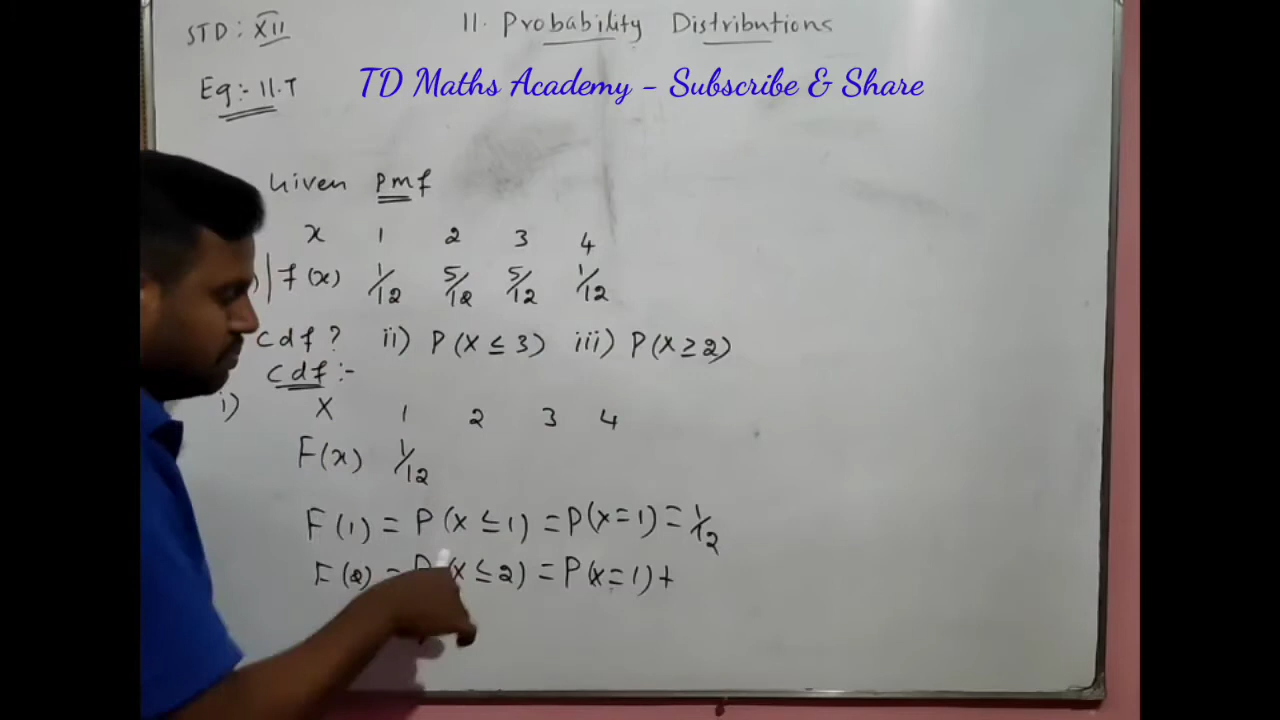 STD : XII
11. Probability Distributions
Eg:- 11.7
TD Maths Academy - Subscribe & Share
Given pmf
x 1 2 3 4
f(x) 1/12 5/12 5/12 1/12
cdf ? ii) P(X ≤ 3) iii) P(X ≥ 2)
cdf :-
i) X 1 2 3 4
F(x) 1/12
F(1) = P(X ≤ 1) = P(x=1) = 1/2
F(2) = P(X ≤ 2) = P(x=1) +